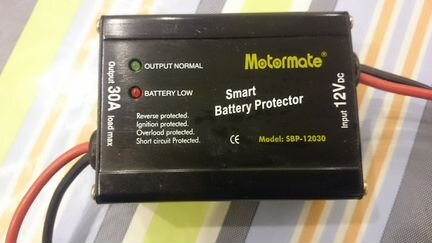 Motormate®
OUTPUT NORMAL
BATTERY LOW
Smart
Battery Protector
Reverse protected.
Ignition protected.
Overload protected.
Short circuit Protected.
CE
Model: SBP-12030
Output 30A load max
Input 12VDC